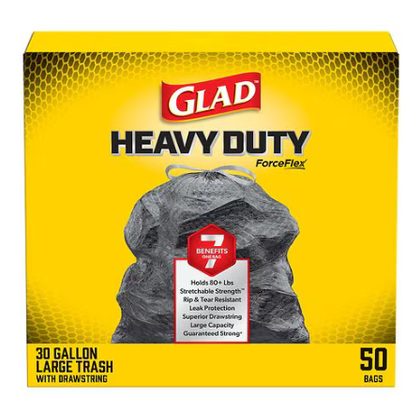 GLAD
HEAVY DUTY
ForceFlex
7
BENEFITS
ONE BAG
Holds 80+ Lbs
Stretchable Strength™
Rip & Tear Resistant
Leak Protection
Superior Drawstring
Large Capacity
Guaranteed Strong*
30 GALLON
LARGE TRASH
WITH DRAWSTRING
50
BAGS